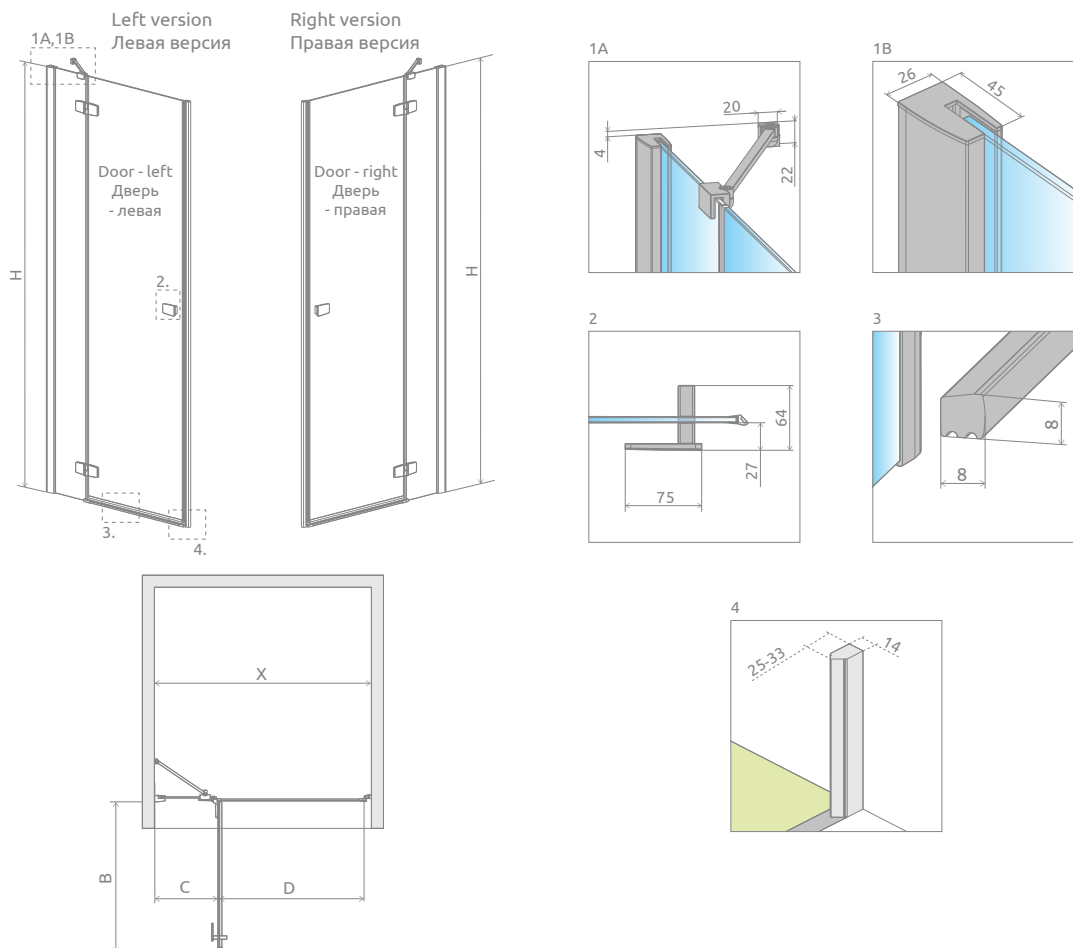 Left version
Левая версия
Right version
Правая версия
1A,1B
H
Door - left
Дверь
- левая
2.
3.
4.
Door - right
Дверь
- правая
H
1A
20
4
22
1B
26
45
2
64
27
75
3
8
8
X
B
C
D
4
25-33
14